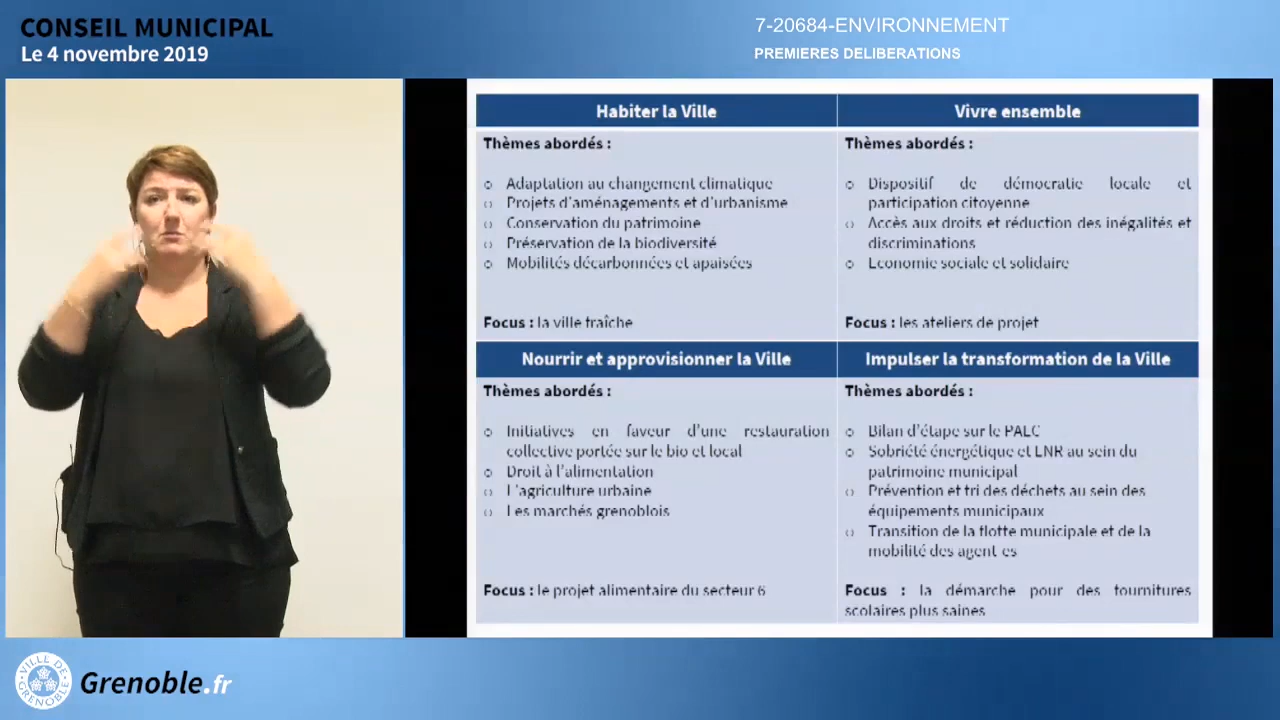 CONSEIL MUNICIPAL
Le 4 novembre 2019
7-20684-ENVIRONNEMENT
PREMIERES DELIBERATIONS
Habiter la Ville
Thèmes abordés :
o Adaptation au changement climatique
o Projets d'aménagements et d'urbanisme
o Conservation du patrimoine
o Préservation de la biodiversité
o Mobilités décarbonnées et apaisées
Focus : la ville fraîche
Vivre ensemble
Thèmes abordés :
o Dispositif de démocratie locale et
participation citoyenne
o Accès aux droits et réduction des inégalités et
discriminations
o Economie sociale et solidaire
Focus : les ateliers de projet
Nourrir et approvisionner la Ville
Thèmes abordés :
o Initiatives en faveur d'une restauration
collective portée sur le bio et local
o Droit à l'alimentation
o L'agriculture urbaine
o Les marchés grenoblois
Focus : le projet alimentaire du secteur 6
Impulser la transformation de la Ville
Thèmes abordés :
o Bilan d'étape sur le PALC
o Sobriété énergétique et ENR au sein du
patrimoine municipal
o Prévention et tri des déchets au sein des
équipements municipaux
o Transition de la flotte municipale et de la
mobilité des agent-es
Focus : la démarche pour des fournitures
scolaires plus saines
VILLE DE
GRENOBLE
Grenoble.fr